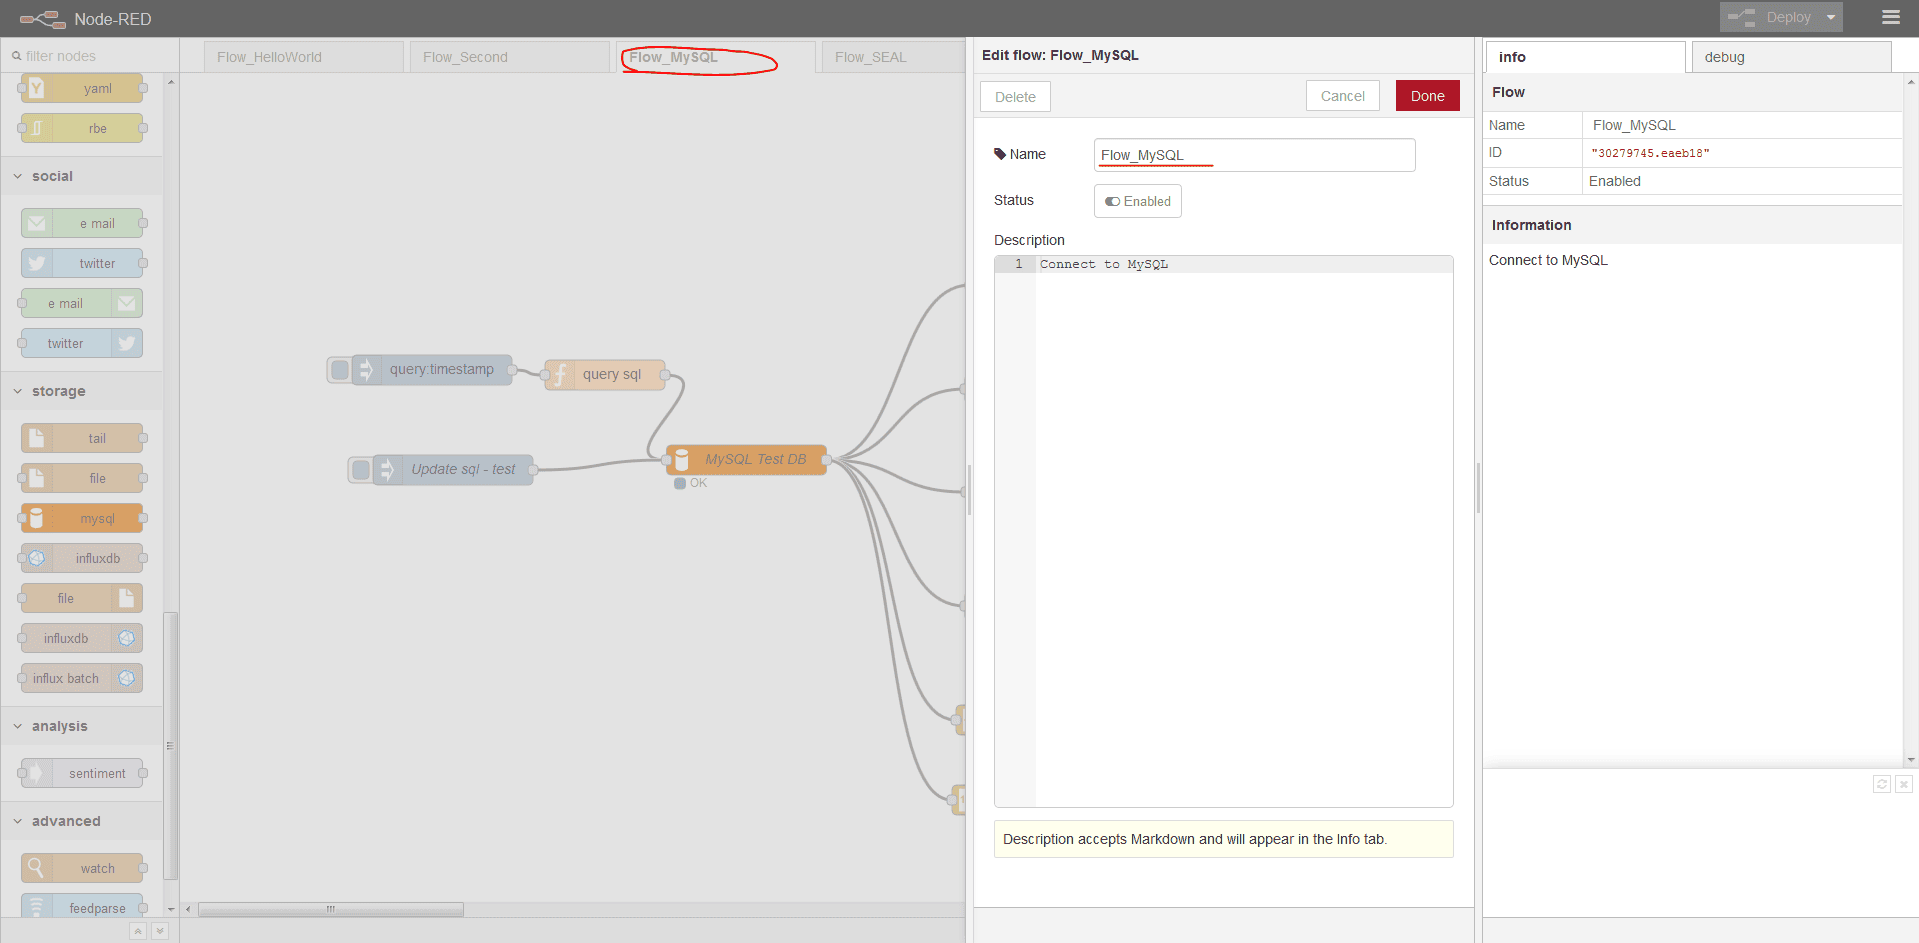 Node-RED
Deploy
filter nodes
Flow_HelloWorld
Flow_Second
Flow_MySQL
Flow_SEAL
yaml
rbe
social
e mail
twitter
e mail
twitter
storage
tail
file
mysql
influxdb
file
influxdb
influx batch
analysis
sentiment
advanced
watch
feedparse
query:timestamp
query sql
Update sql - test
MySQL Test DB
OK
Edit flow: Flow_MySQL
Delete
Cancel
Done
Name
Flow_MySQL
Status
Enabled
Description
1 Connect to MySQL
Description accepts Markdown and will appear in the Info tab.
info
debug
Flow
Name Flow_MySQL
ID "30279745.eaeb18"
Status Enabled
Information
Connect to MySQL